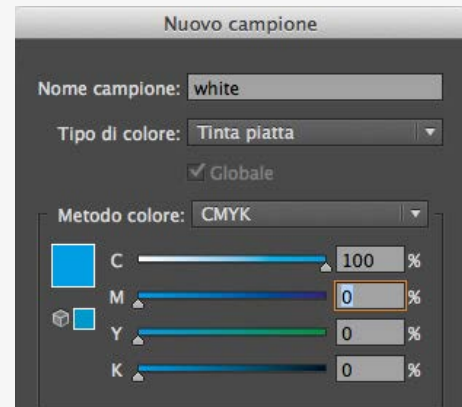 Nuovo campione
Nome campione: white
Tipo di colore: Tinta piatta
Globale
Metodo colore: CMYK
C 100 %
M 0 %
Y 0 %
K 0 %